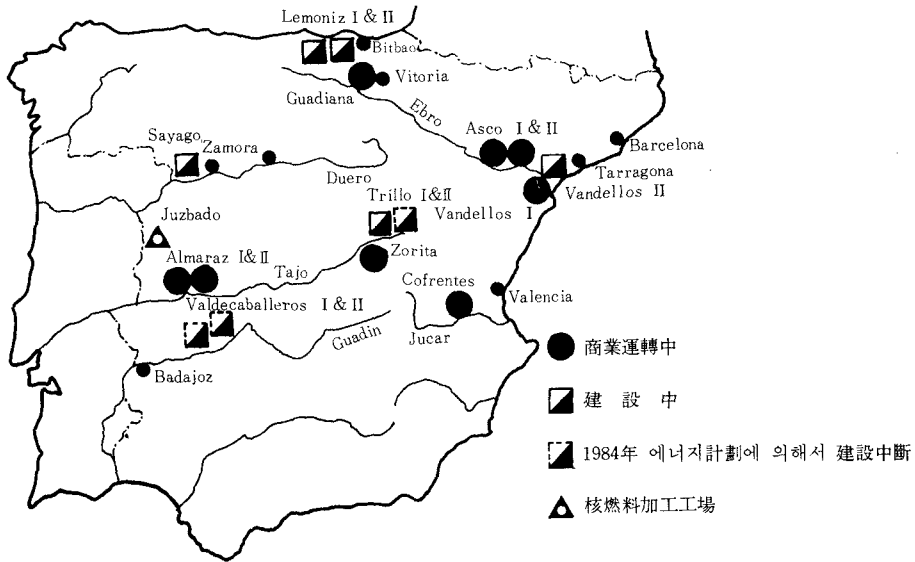 Lemoniz I & II
Bitbao
Vitoria
Guadiana
Ebro
Asco I & II
Barcelona
Tarragona
Vandellos II
Sayago
Zamora
Duero
Trillo I&II
Vandellos I
Juzbado
Almaraz I&II
Tajo
Zorita
Cofrentes
Valencia
Valdecaballeros I & II
Guadin
Jucar
Badajoz
商業運轉中
建設中
1984年 에너지計劃에 의해서 建設中斷
核燃料加工工場